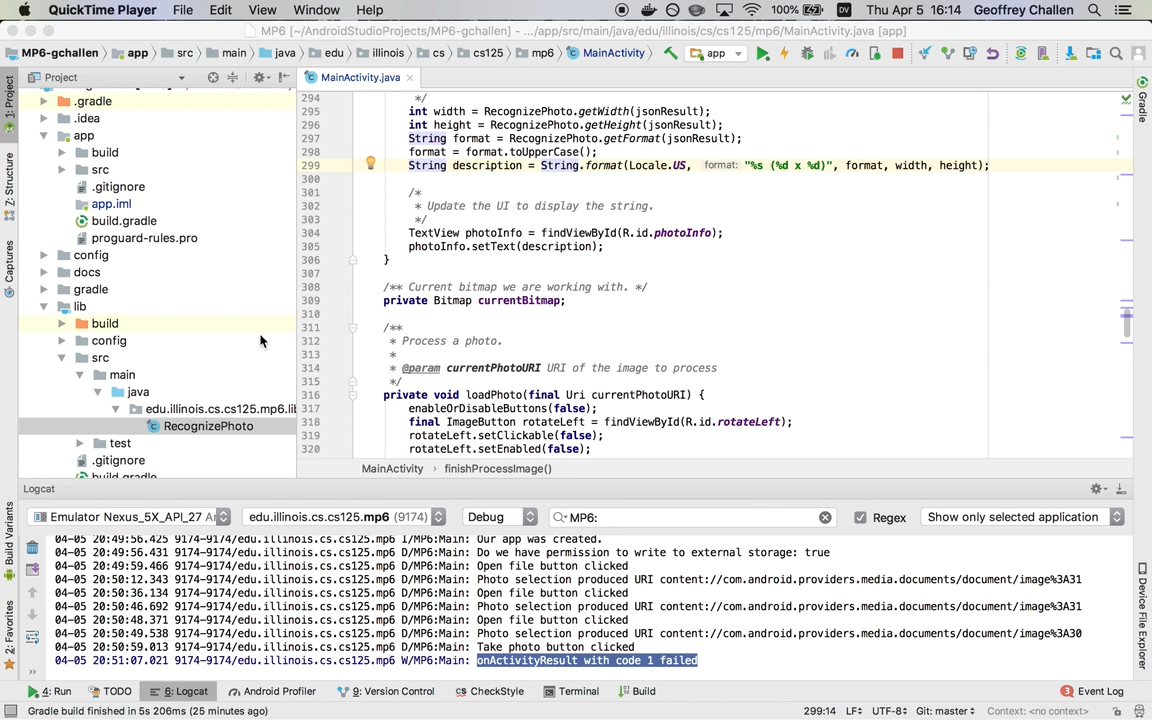 QuickTime Player File Edit View Window Help 100% DV Thu Apr 5 16:14 Geoffrey Challen
MP6 [~/AndroidStudioProjects/MP6-gchallen] - .../app/src/main/java/edu/illinois/cs/cs125/mp6/MainActivity.java [app]
MP6-gchallen app src main java edu illinois cs cs125 mp6 MainActivity app
Project MainActivity.java
1: Project
Z: Structure
Captures
Build Variants
2: Favorites
Gradle
Device File Explorer
.gradle
.idea
app
build
src
.gitignore
app.iml
build.gradle
proguard-rules.pro
config
docs
gradle
lib
build
config
src
main
java
edu.illinois.cs.cs125.mp6.lib
RecognizePhoto
test
.gitignore
build.gradle
294 */
295 int width = RecognizePhoto.getWidth(jsonResult);
296 int height = RecognizePhoto.getHeight(jsonResult);
297 String format = RecognizePhoto.getFormat(jsonResult);
298 format = format.toUpperCase();
299 String description = String.format(Locale.US, format: "%s (%d x %d)", format, width, height);
300
301 /*
302 * Update the UI to display the string.
303 */
304 TextView photoInfo = findViewById(R.id.photoInfo);
305 photoInfo.setText(description);
306 }
307
308 /** Current bitmap we are working with. */
309 private Bitmap currentBitmap;
310
311 /**
312 * Process a photo.
313 *
314 * @param currentPhotoURI URI of the image to process
315 */
316 private void loadPhoto(final Uri currentPhotoURI) {
317 enableOrDisableButtons(false);
318 final ImageButton rotateLeft = findViewById(R.id.rotateLeft);
319 rotateLeft.setClickable(false);
320 rotateLeft.setEnabled(false);
MainActivity finishProcessImage()
Logcat
Emulator Nexus_5X_API_27 edu.illinois.cs.cs125.mp6 (9174) Debug MP6: Regex Show only selected application
04-05 20:49:56.425 9174-9174/edu.illinois.cs.cs125.mp6 I/MP6:Main: Our app was created.
04-05 20:49:56.431 9174-9174/edu.illinois.cs.cs125.mp6 D/MP6:Main: Do we have permission to write to external storage: true
04-05 20:49:59.466 9174-9174/edu.illinois.cs.cs125.mp6 D/MP6:Main: Open file button clicked
04-05 20:50:12.343 9174-9174/edu.illinois.cs.cs125.mp6 D/MP6:Main: Photo selection produced URI content://com.android.providers.media.documents/document/image%3A31
04-05 20:50:36.134 9174-9174/edu.illinois.cs.cs125.mp6 D/MP6:Main: Open file button clicked
04-05 20:50:46.692 9174-9174/edu.illinois.cs.cs125.mp6 D/MP6:Main: Photo selection produced URI content://com.android.providers.media.documents/document/image%3A31
04-05 20:50:48.371 9174-9174/edu.illinois.cs.cs125.mp6 D/MP6:Main: Open file button clicked
04-05 20:50:49.538 9174-9174/edu.illinois.cs.cs125.mp6 D/MP6:Main: Photo selection produced URI content://com.android.providers.media.documents/document/image%3A30
04-05 20:50:59.013 9174-9174/edu.illinois.cs.cs125.mp6 D/MP6:Main: Take photo button clicked
04-05 20:51:07.021 9174-9174/edu.illinois.cs.cs125.mp6 W/MP6:Main: onActivityResult with code 1 failed
4: Run TODO 6: Logcat Android Profiler 9: Version Control CheckStyle Terminal Build 3 Event Log
Gradle build finished in 5s 206ms (25 minutes ago) 299:14 LF UTF-8 Git: master Context: <no context>